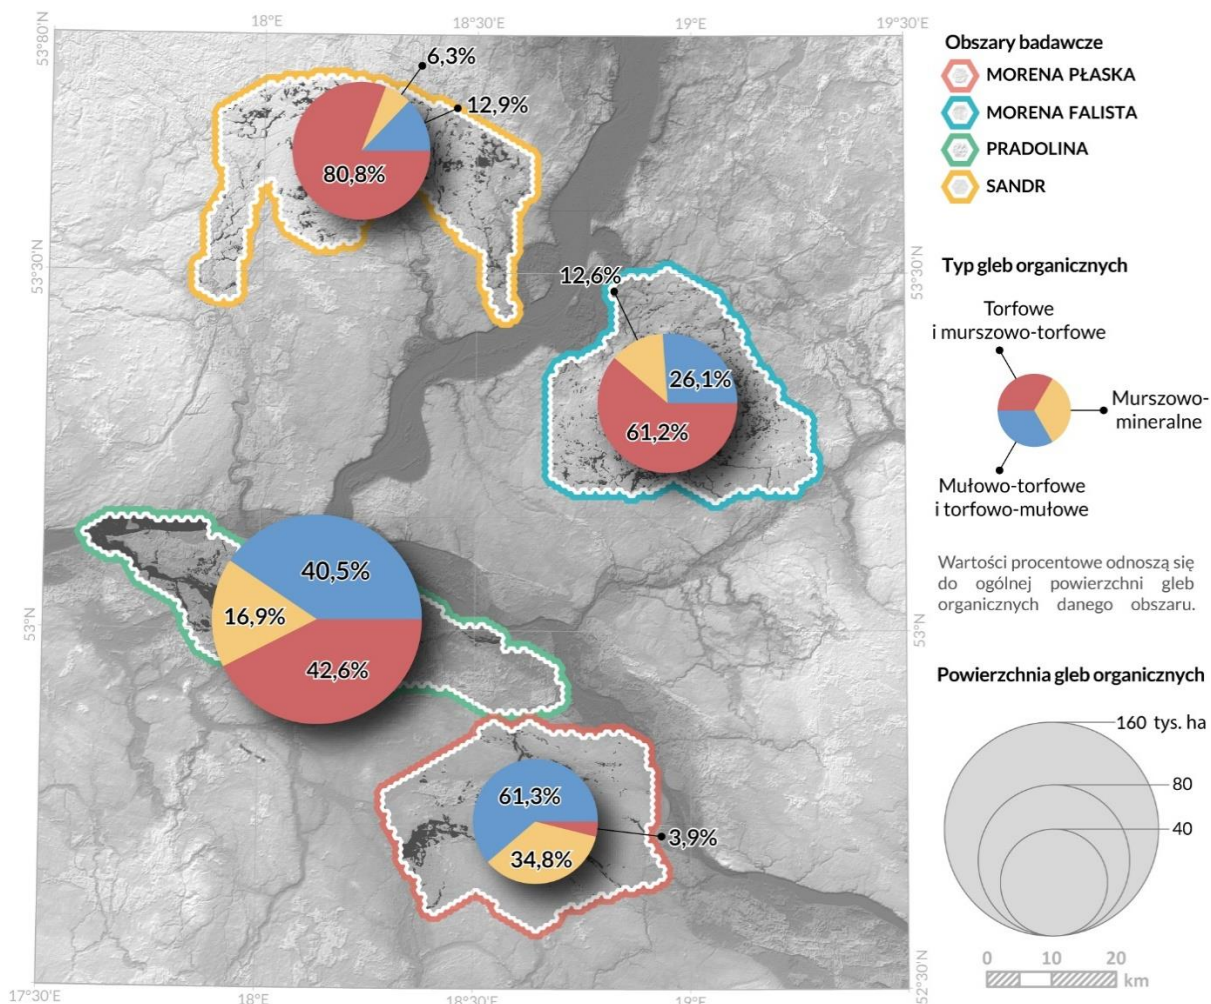 18°E
18°30'E
19°E
19°30'E
53°80'N
53°30'N
53°N
53°30'N
53°N
52°30'N
17°30'E
18°E
18°30'E
19°E
6,3%
12,9%
80,8%
12,6%
26,1%
61,2%
40,5%
16,9%
42,6%
61,3%
3,9%
34,8%
Obszary badawcze
MORENA PŁASKA
MORENA FALISTA
PRADOLINA
SANDR
Typ gleb organicznych
Torfowe
i murszowo-torfowe
Murszowo-
mineralne
Mułowo-torfowe
i torfowo-mułowe
Wartości procentowe odnoszą się
do ogólnej powierzchni gleb
organicznych danego obszaru.
Powierzchnia gleb organicznych
160 tys. ha
80
40
0 10 20
km